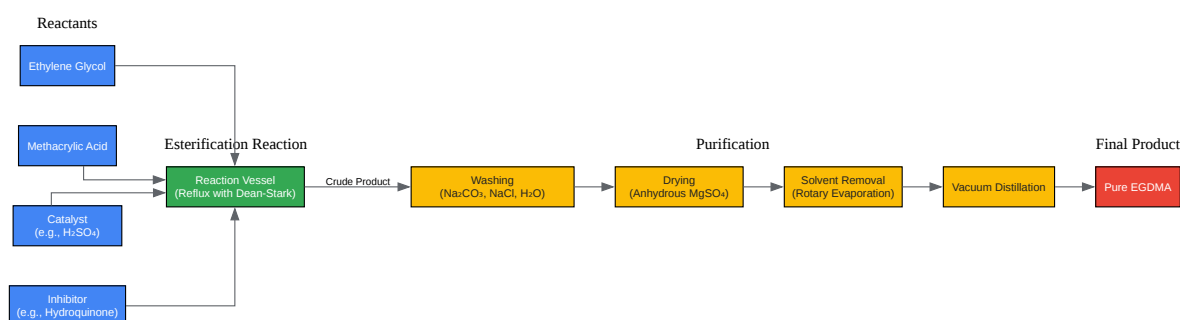 Reactants
Ethylene Glycol
Methacrylic Acid
Catalyst
(e.g., H₂SO₄)
Inhibitor
(e.g., Hydroquinone)
Esterification Reaction
Reaction Vessel
(Reflux with Dean-Stark)
Crude Product
Purification
Washing
(Na₂CO₃, NaCl, H₂O)
Drying
(Anhydrous MgSO₄)
Solvent Removal
(Rotary Evaporation)
Vacuum Distillation
Final Product
Pure EGDMA